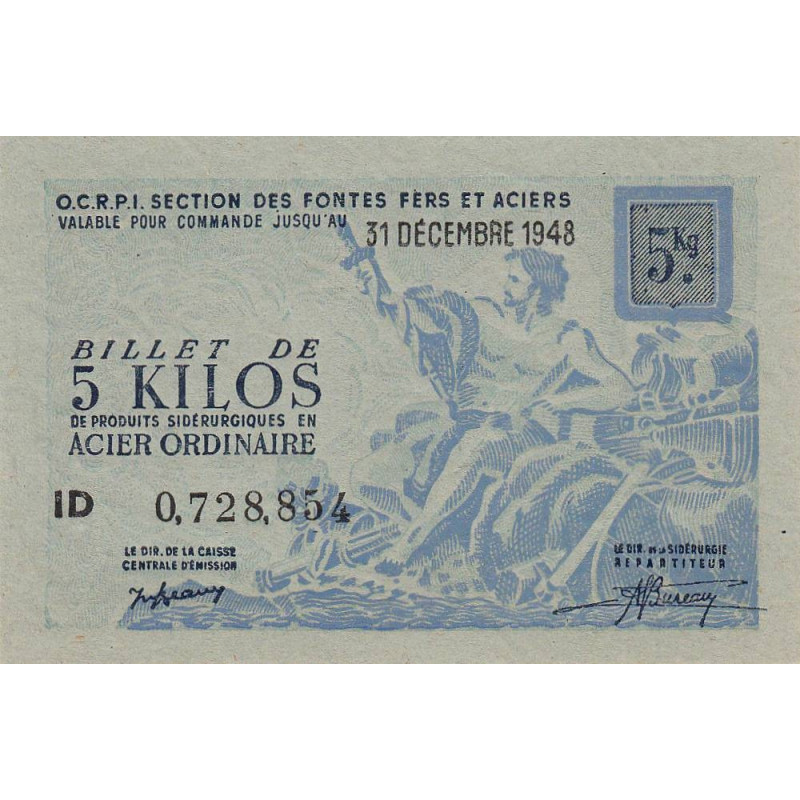 O.C.R.P.I. SECTION DES FONTES FERS ET ACIERS
VALABLE POUR COMMANDE JUSQU'AU 31 DÉCEMBRE 1948
5 Kg.
BILLET DE
5 KILOS
DE PRODUITS SIDÉRURGIQUES EN
ACIER ORDINAIRE
ID 0,728,854
LE DIR. DE LA CAISSE
CENTRALE D'ÉMISSION
LE DIR. DE LA SIDÉRURGIE
RÉPARTITEUR